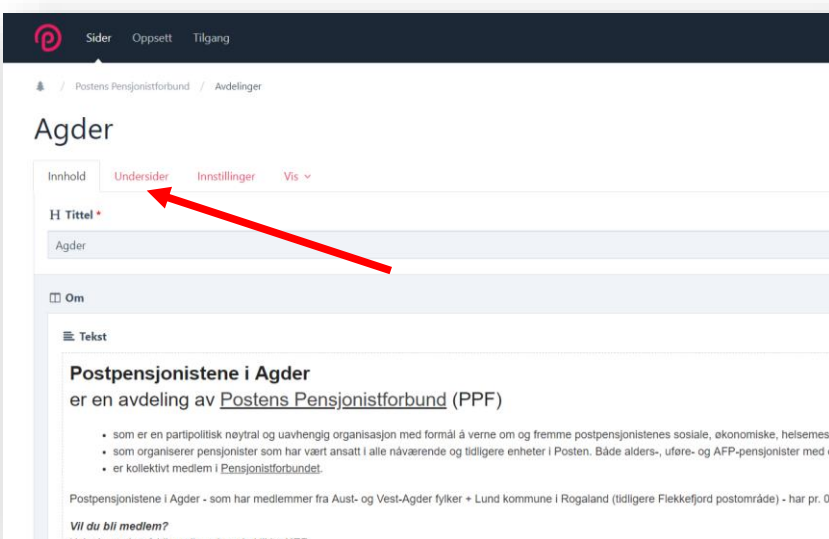 Sider Oppsett Tilgang
/ Postens Pensjonistforbund / Avdelinger
Agder
Innhold Undersider Innstillinger Vis
H Tittel *
Agder
Om
Tekst
Postpensjonistene i Agder
er en avdeling av Postens Pensjonistforbund (PPF)
• som er en partipolitisk nøytral og uavhengig organisasjon med formål å verne om og fremme postpensjonistenes sosiale, økonomiske, helsemes
• som organiserer pensjonister som har vært ansatt i alle nåværende og tidligere enheter i Posten. Både alders-, uføre- og AFP-pensjonister med
• er kollektivt medlem i Pensjonistforbundet.
Postpensjonistene i Agder - som har medlemmer fra Aust- og Vest-Agder fylker + Lund kommune i Rogaland (tidligere Flekkefjord postområde) - har pr. 0
Vil du bli medlem?